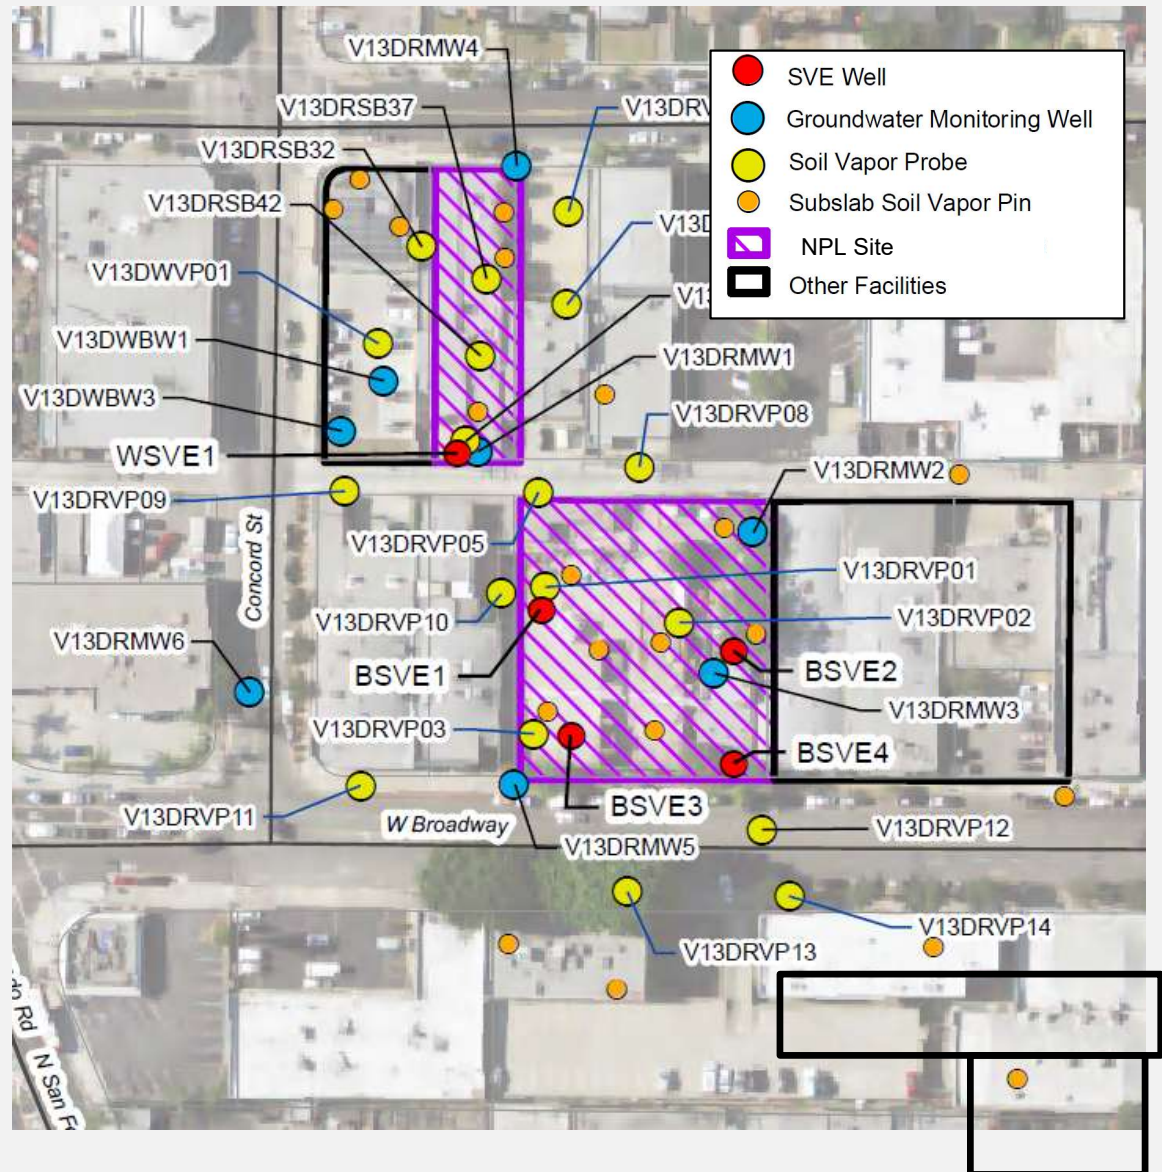 V13DRMW4
SVE Well
V13DRSB37
Groundwater Monitoring Well
V13DRSB32
Soil Vapor Probe
V13DRSB42
Subslab Soil Vapor Pin
NPL Site
V13DWVP01
Other Facilities
V13DWBW1
V13DRMW1
V13DWBW3
V13DRVP08
WSVE1
V13DRMW2
V13DRVP09
V13DRVP05
Concord St
V13DRVP01
V13DRVP10
V13DRVP02
V13DRMW6
BSVE1
BSVE2
V13DRMW3
V13DRVP03
BSVE4
BSVE3
V13DRVP11
W Broadway
V13DRVP12
V13DRMW5
V13DRVP14
V13DRVP13
Rd
N San